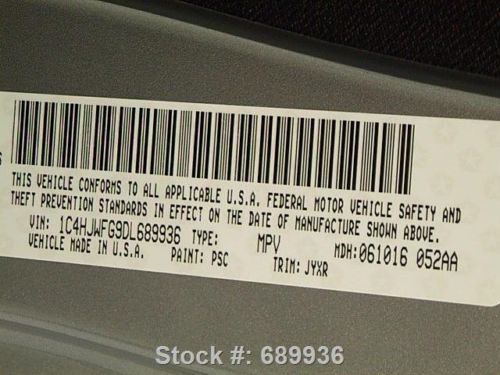 THIS VEHICLE CONFORMS TO ALL APPLICABLE U.S.A. FEDERAL MOTOR VEHICLE SAFETY AND
THEFT PREVENTION STANDARDS IN EFFECT ON THE DATE OF MANUFACTURE SHOWN ABOVE.
VIN: 1C4HJWFG9DL689936 TYPE: MPV MDH:061016 052AA
VEHICLE MADE IN U.S.A. PAINT: PSC TRIM: JYXR
Stock #: 689936